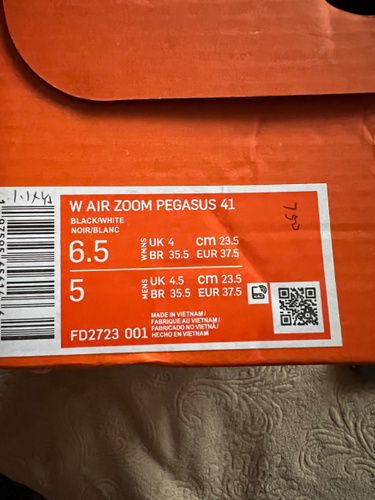 W AIR ZOOM PEGASUS 41
BLACK/WHITE
NOIR/BLANC
6.5 WMNS UK 4 cm 23.5
BR 35.5 EUR 37.5
5 MENS UK 4.5 cm 23.5
BR 35.5 EUR 37.5
FD2723 001
MADE IN VIETNAM /
FABRIQUE AU VIETNAM /
FABRICADO NO VIETNA /
HECHO EN VIETNAM